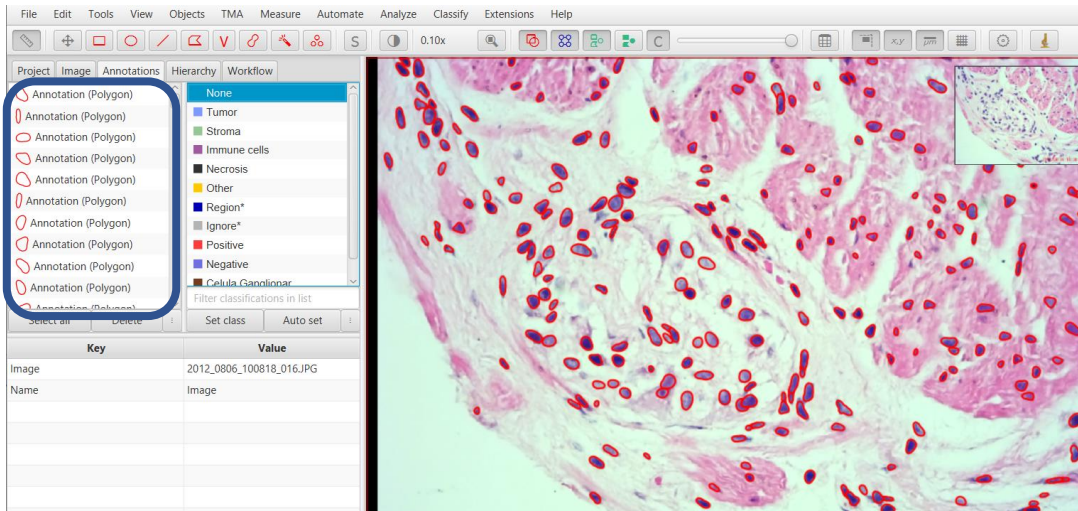 File Edit Tools View Objects TMA Measure Automate Analyze Classify Extensions Help
V S 0.10x C x,y μm
Project Image Annotations Hierarchy Workflow
Annotation (Polygon)
Annotation (Polygon)
Annotation (Polygon)
Annotation (Polygon)
Annotation (Polygon)
Annotation (Polygon)
Annotation (Polygon)
Annotation (Polygon)
Annotation (Polygon)
Annotation (Polygon)
Annotation (Polygon)
None
Tumor
Stroma
Immune cells
Necrosis
Other
Region*
Ignore*
Positive
Negative
Celula Ganglionar
Filter classifications in list
Select all Delete Set class Auto set
Key Value
Image 2012_0806_100818_016.JPG
Name Image